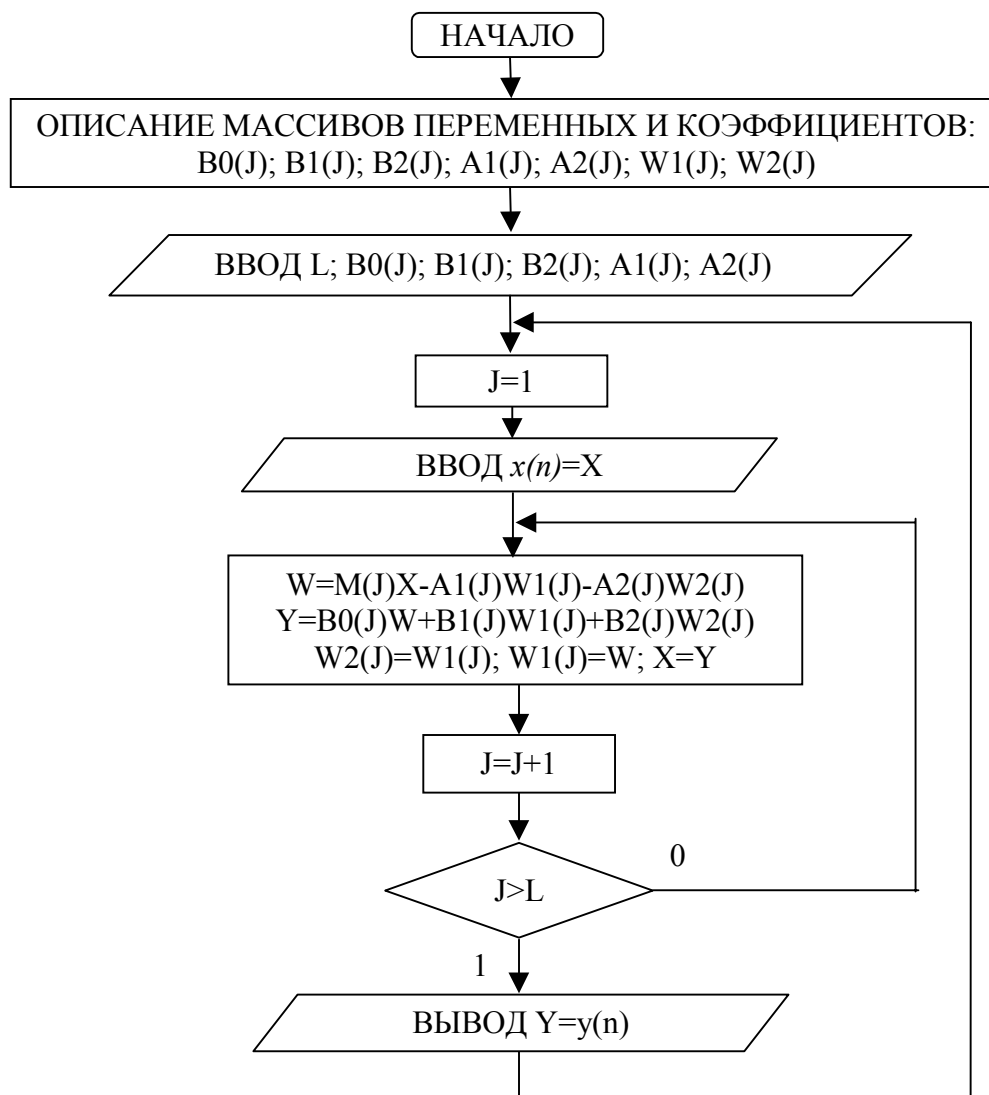 НАЧАЛО
ОПИСАНИЕ МАССИВОВ ПЕРЕМЕННЫХ И КОЭФФИЦИЕНТОВ:
B0(J); B1(J); B2(J); A1(J); A2(J); W1(J); W2(J)
ВВОД L; B0(J); B1(J); B2(J); A1(J); A2(J)
J=1
ВВОД x(n)=X
W=M(J)X-A1(J)W1(J)-A2(J)W2(J)
Y=B0(J)W+B1(J)W1(J)+B2(J)W2(J)
W2(J)=W1(J); W1(J)=W; X=Y
J=J+1
0
J>L
1
ВЫВОД Y=y(n)